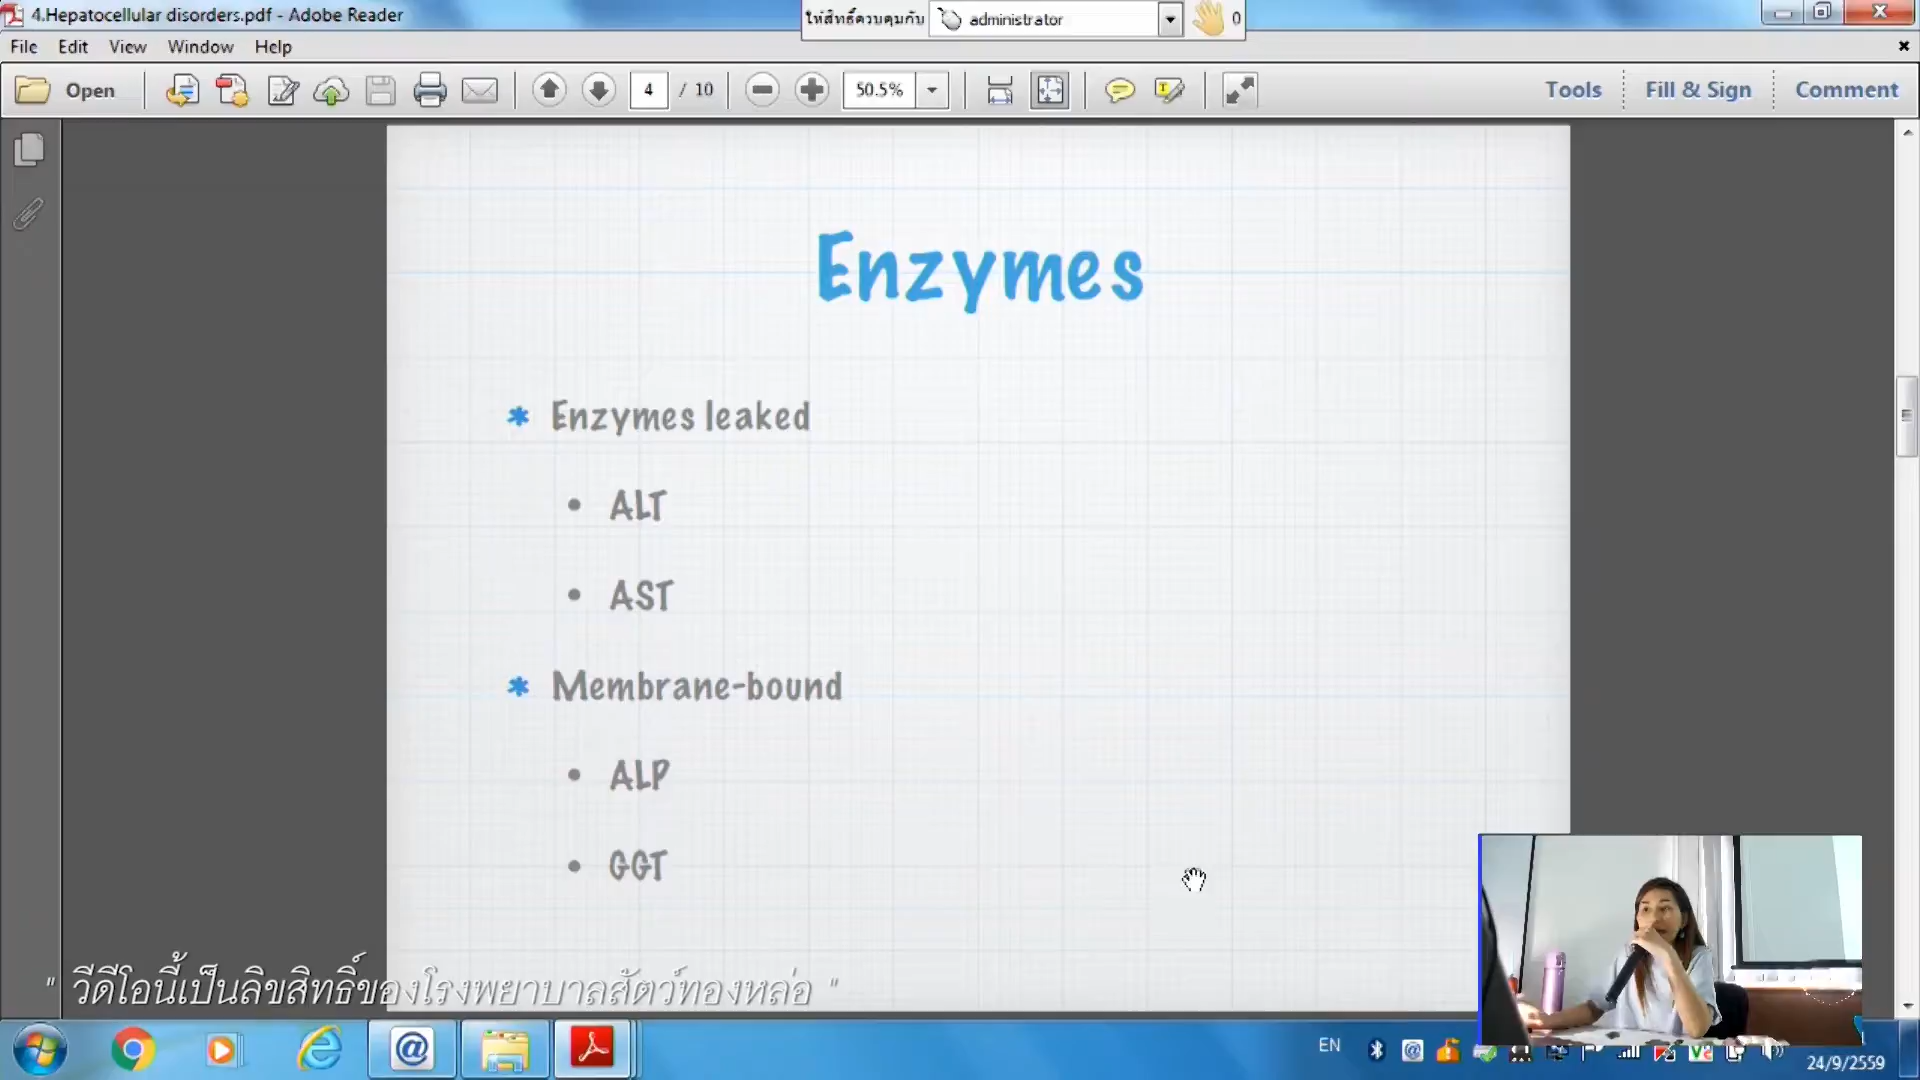 4.Hepatocellular disorders.pdf - Adobe Reader
ให้สิทธิ์ควบคุมกับ
administrator
0
File Edit View Window Help
Open
4 / 10
50.5%
Tools Fill & Sign Comment
Enzymes
Enzymes leaked
ALT
AST
Membrane-bound
ALP
GGT
" วีดีโอนี้เป็นลิขสิทธิ์ของโรงพยาบาลสัตว์ทองหล่อ "
EN
24/9/2559